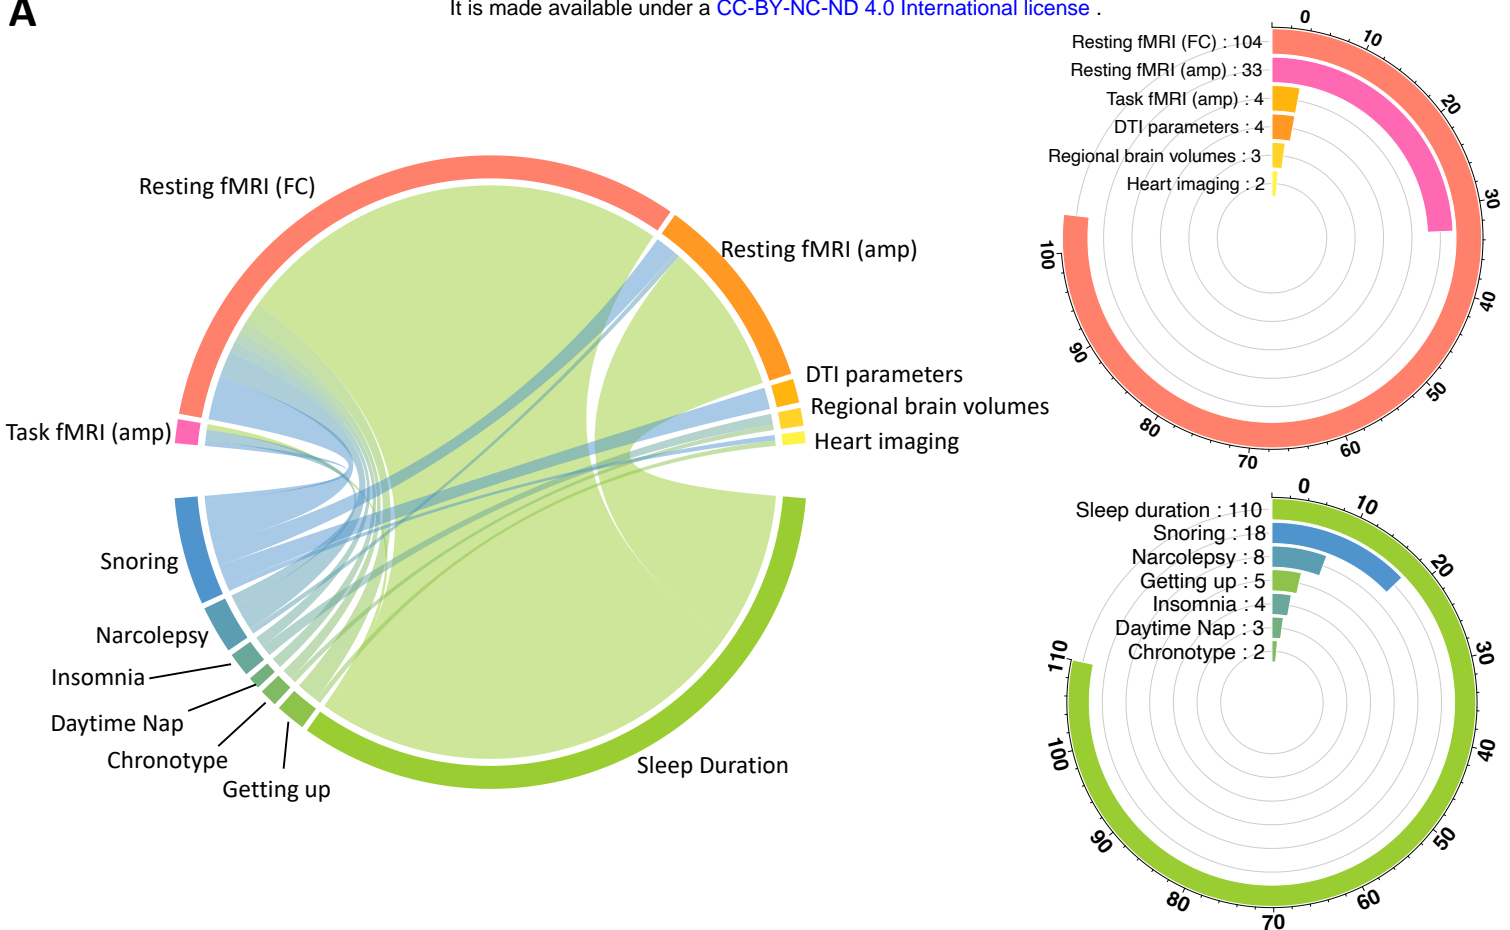 A
It is made available under a CC-BY-NC-ND 4.0 International license .
Resting fMRI (FC)
Resting fMRI (amp)
DTI parameters
Regional brain volumes
Heart imaging
Task fMRI (amp)
Snoring
Narcolepsy
Insomnia
Daytime Nap
Chronotype
Getting up
Sleep Duration
Resting fMRI (FC) : 104
Resting fMRI (amp) : 33
Task fMRI (amp) : 4
DTI parameters : 4
Regional brain volumes : 3
Heart imaging : 2
0
10
20
30
40
50
60
70
80
90
100
Sleep duration : 110
Snoring : 18
Narcolepsy : 8
Getting up : 5
Insomnia : 4
Daytime Nap : 3
Chronotype : 2
0
10
20
30
40
50
60
70
80
90
100
110